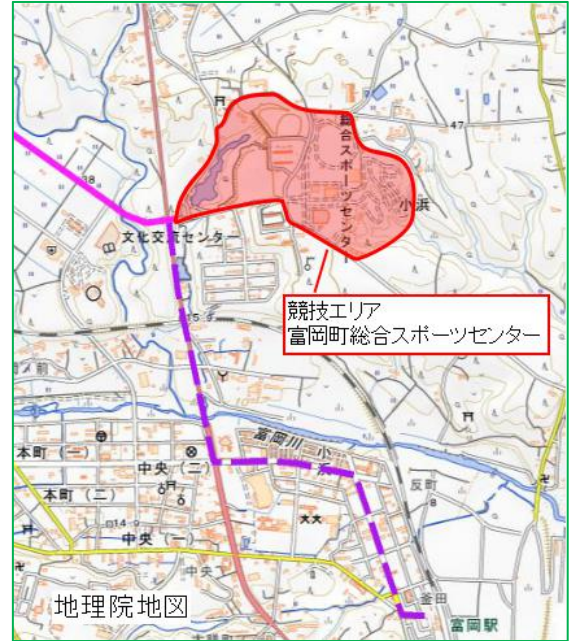 47
総合スポーツセンター
小浜
38
文化交流センター
競技エリア
富岡町総合スポーツセンター
富岡川
小浜
本町(一)
中央(二)
反町
本町(二)
8
中央(一)
中央
釜田
地理院地図
富岡駅